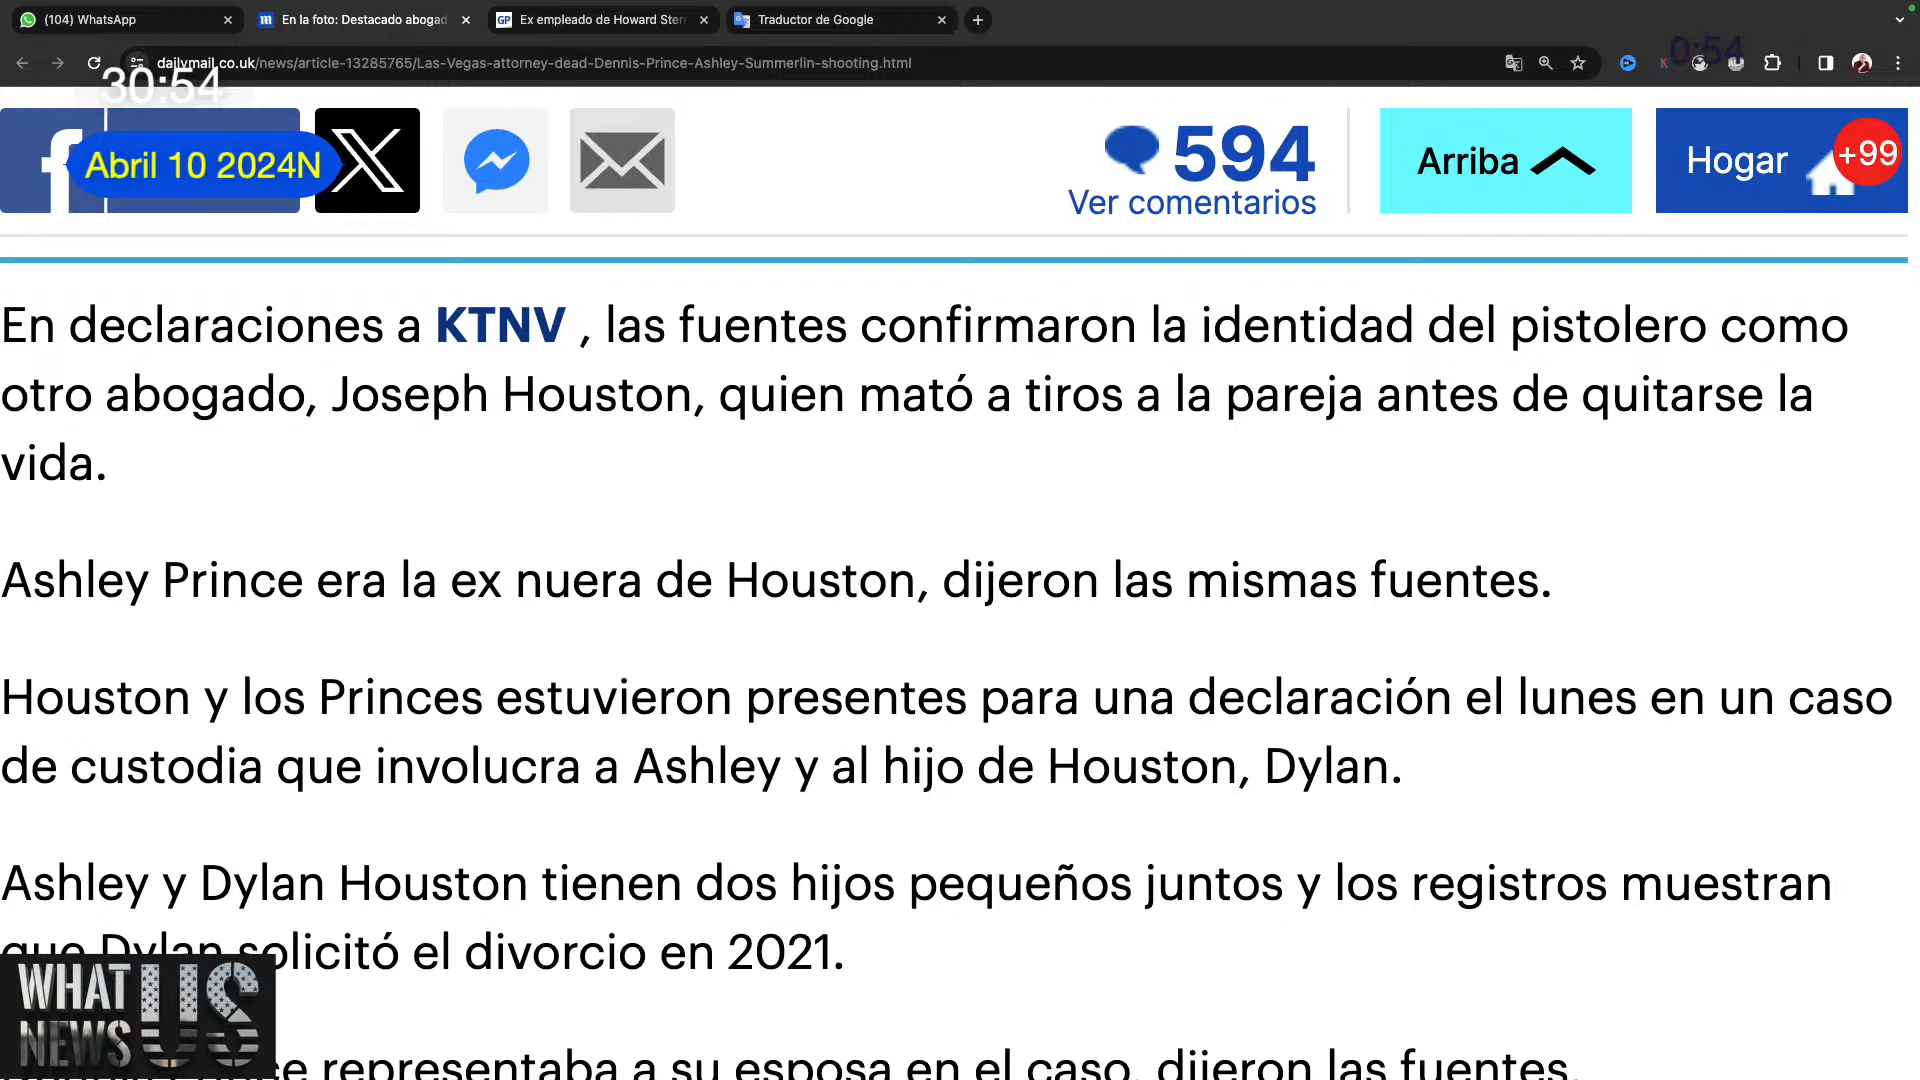 (104) WhatsApp
En la foto: Destacado abogad
GP Ex empleado de Howard Stern
Traductor de Google
dailymail.co.uk/news/article-13285765/Las-Vegas-attorney-dead-Dennis-Prince-Ashley-Summerlin-shooting.html
0:54
30:54
Abril 10 2024N
594
Ver comentarios
Arriba
Hogar
+99
En declaraciones a KTNV , las fuentes confirmaron la identidad del pistolero como
otro abogado, Joseph Houston, quien mató a tiros a la pareja antes de quitarse la
vida.
Ashley Prince era la ex nuera de Houston, dijeron las mismas fuentes.
Houston y los Princes estuvieron presentes para una declaración el lunes en un caso
de custodia que involucra a Ashley y al hijo de Houston, Dylan.
Ashley y Dylan Houston tienen dos hijos pequeños juntos y los registros muestran
que Dylan solicitó el divorcio en 2021.
WHAT
NEWS
US
representaba a su esposa en el caso, dijeron las fuentes.